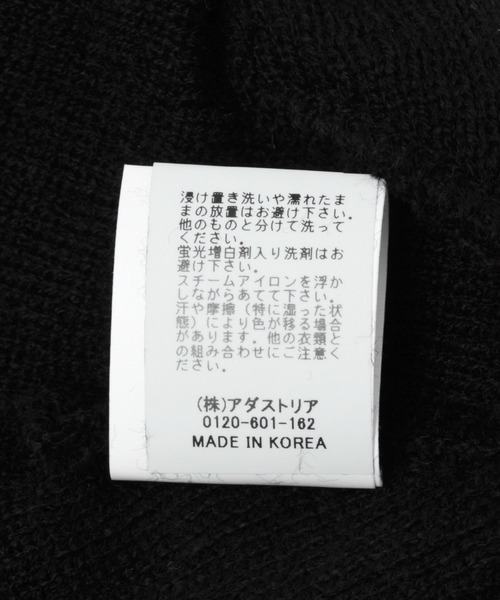 浸け置き洗いや濡れたま
まの放置はお避け下さい。
他のものと分けて洗って
ください。
蛍光増白剤入り洗剤はお
避け下さい。
スチームアイロンを浮か
しながらあてて下さい。
汗や摩擦（特に湿った状
態）により色が移る場合
があります。他の衣類と
の組み合わせにご注意く
ださい。
（株）アダストリア
0120-601-162
MADE IN KOREA